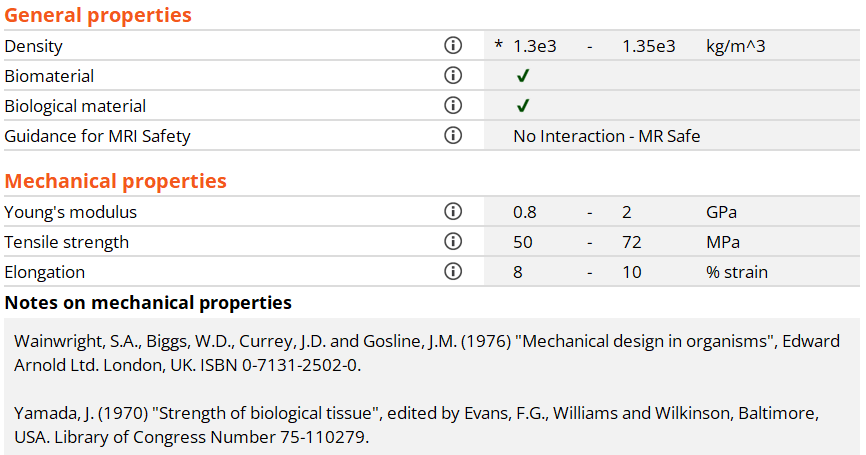 General properties
Density * 1.3e3 - 1.35e3 kg/m^3
Biomaterial ✓
Biological material ✓
Guidance for MRI Safety No Interaction - MR Safe
Mechanical properties
Young's modulus 0.8 - 2 GPa
Tensile strength 50 - 72 MPa
Elongation 8 - 10 % strain
Notes on mechanical properties
Wainwright, S.A., Biggs, W.D., Currey, J.D. and Gosline, J.M. (1976) "Mechanical design in organisms", Edward
Arnold Ltd. London, UK. ISBN 0-7131-2502-0.
Yamada, J. (1970) "Strength of biological tissue", edited by Evans, F.G., Williams and Wilkinson, Baltimore,
USA. Library of Congress Number 75-110279.